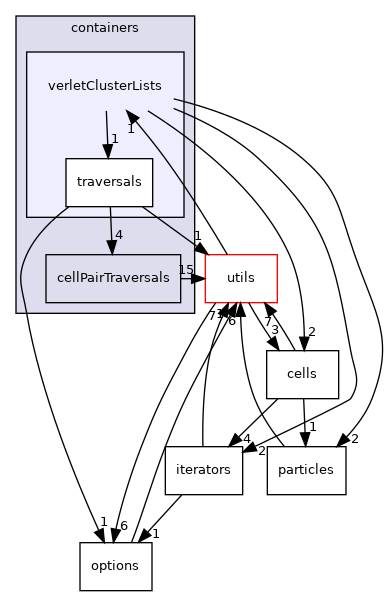 containers
verletClusterLists
1
1
traversals
4
1
cellPairTraversals
15
utils
7
6
7
3
2
cells
4
1
2
2
iterators
particles
1
6
1
options